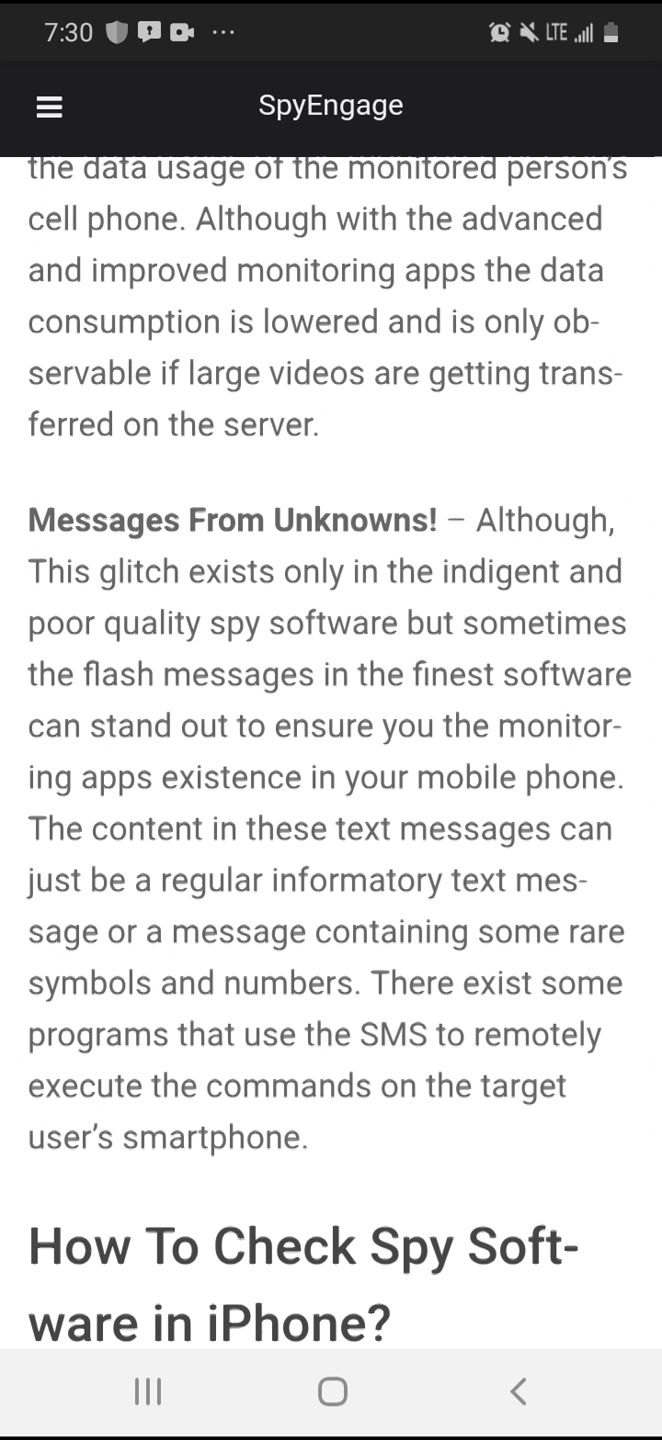 7:30 ... LTE
SpyEngage
the data usage of the monitored person's
cell phone. Although with the advanced
and improved monitoring apps the data
consumption is lowered and is only ob-
servable if large videos are getting trans-
ferred on the server.
Messages From Unknowns! – Although,
This glitch exists only in the indigent and
poor quality spy software but sometimes
the flash messages in the finest software
can stand out to ensure you the monitor-
ing apps existence in your mobile phone.
The content in these text messages can
just be a regular informatory text mes-
sage or a message containing some rare
symbols and numbers. There exist some
programs that use the SMS to remotely
execute the commands on the target
user's smartphone.
How To Check Spy Soft-
ware in iPhone?